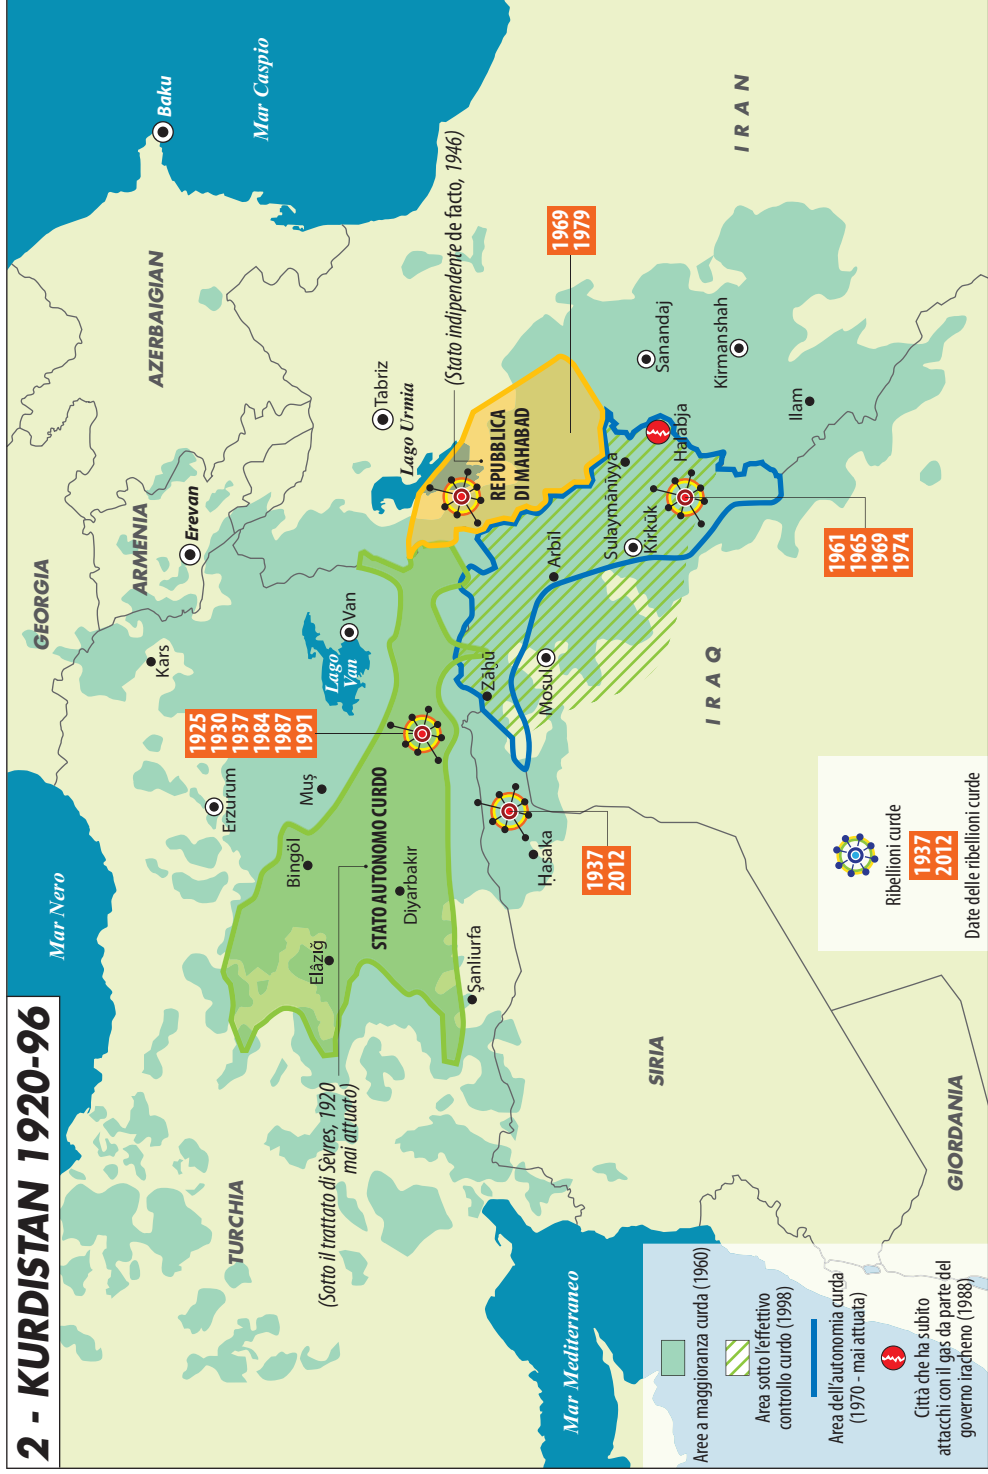 2 - KURDISTAN 1920-96
Mar Nero
GEORGIA
AZERBAIGIAN
Baku
Mar Caspio
ARMENIA
Erevan
Kars
Erzurum
TURCHIA
1925
1930
1937
1984
1987
1991
Muş
Bingöl
Elâzığ
Lago
Van
Van
Tabriz
Lago Urmia
(Sotto il trattato di Sèvres, 1920
mai attuato)
STATO AUTONOMO CURDO
Diyarbakır
Şanliurfa
(Stato indipendente de facto, 1946)
REPUBBLICA
DI MAHABAD
1969
1979
Zāḫū
Arbīl
Mosul
Ḥasaka
1937
2012
Sulaymāniyya
Kirkūk
Halabja
Sanandaj
Kirmanshah
Ilam
IRAN
IRAQ
SIRIA
GIORDANIA
1961
1965
1969
1974
Mar Mediterraneo
Aree a maggioranza curda (1960)
Area sotto l'effettivo
controllo curdo (1998)
Area dell'autonomia curda
(1970 - mai attuata)
Città che ha subito
attacchi con il gas da parte del
governo iracheno (1988)
Ribellioni curde
1937
2012
Date delle ribellioni curde